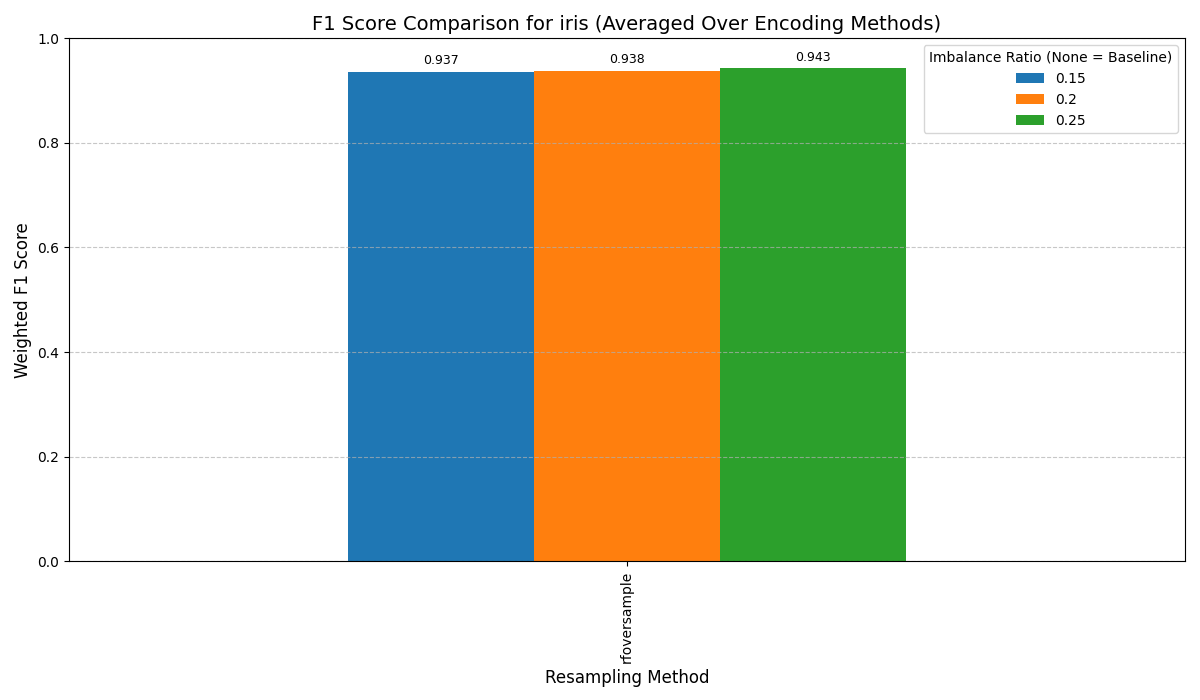 F1 Score Comparison for iris (Averaged Over Encoding Methods)
Weighted F1 Score
1.0
0.8
0.6
0.4
0.2
0.0
0.937
0.938
0.943
Imbalance Ratio (None = Baseline)
0.15
0.2
0.25
rfoversample
Resampling Method